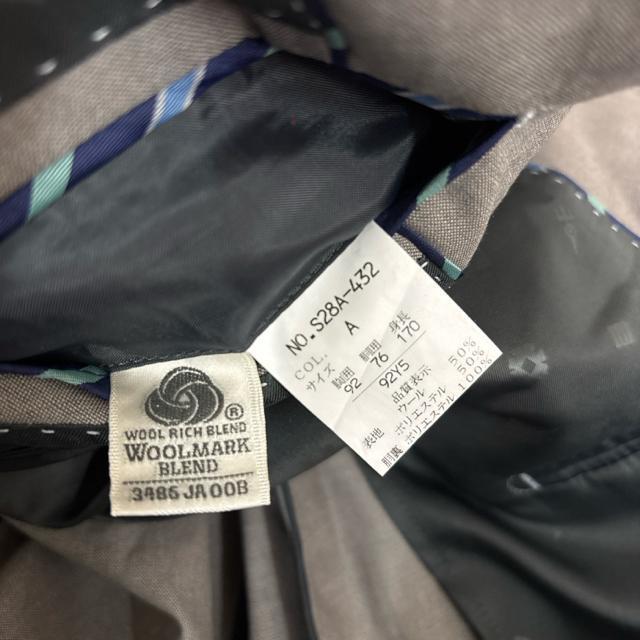 NO. S28A-432
COL. A
サイズ 胸囲 胴囲 身長
92 76 170
92Y5
品質表示
表地 ウール 50%
ポリエステル 50%
胴裏 ポリエステル 100%
®
WOOL RICH BLEND
WOOLMARK
BLEND
3486 JA 00B